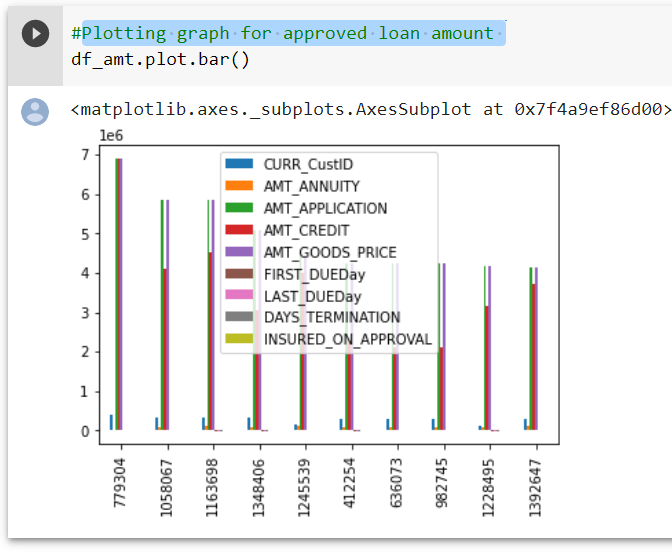 #Plotting graph for approved loan amount
df_amt.plot.bar()
<matplotlib.axes._subplots.AxesSubplot at 0x7f4a9ef86d00>
1e6
7
6
5
4
3
2
1
0
CURR_CustID
AMT_ANNUITY
AMT_APPLICATION
AMT_CREDIT
AMT_GOODS_PRICE
FIRST_DUEDay
LAST_DUEDay
DAYS_TERMINATION
INSURED_ON_APPROVAL
779304
1058067
1163698
1348406
1245539
412254
636073
982745
1228495
1392647